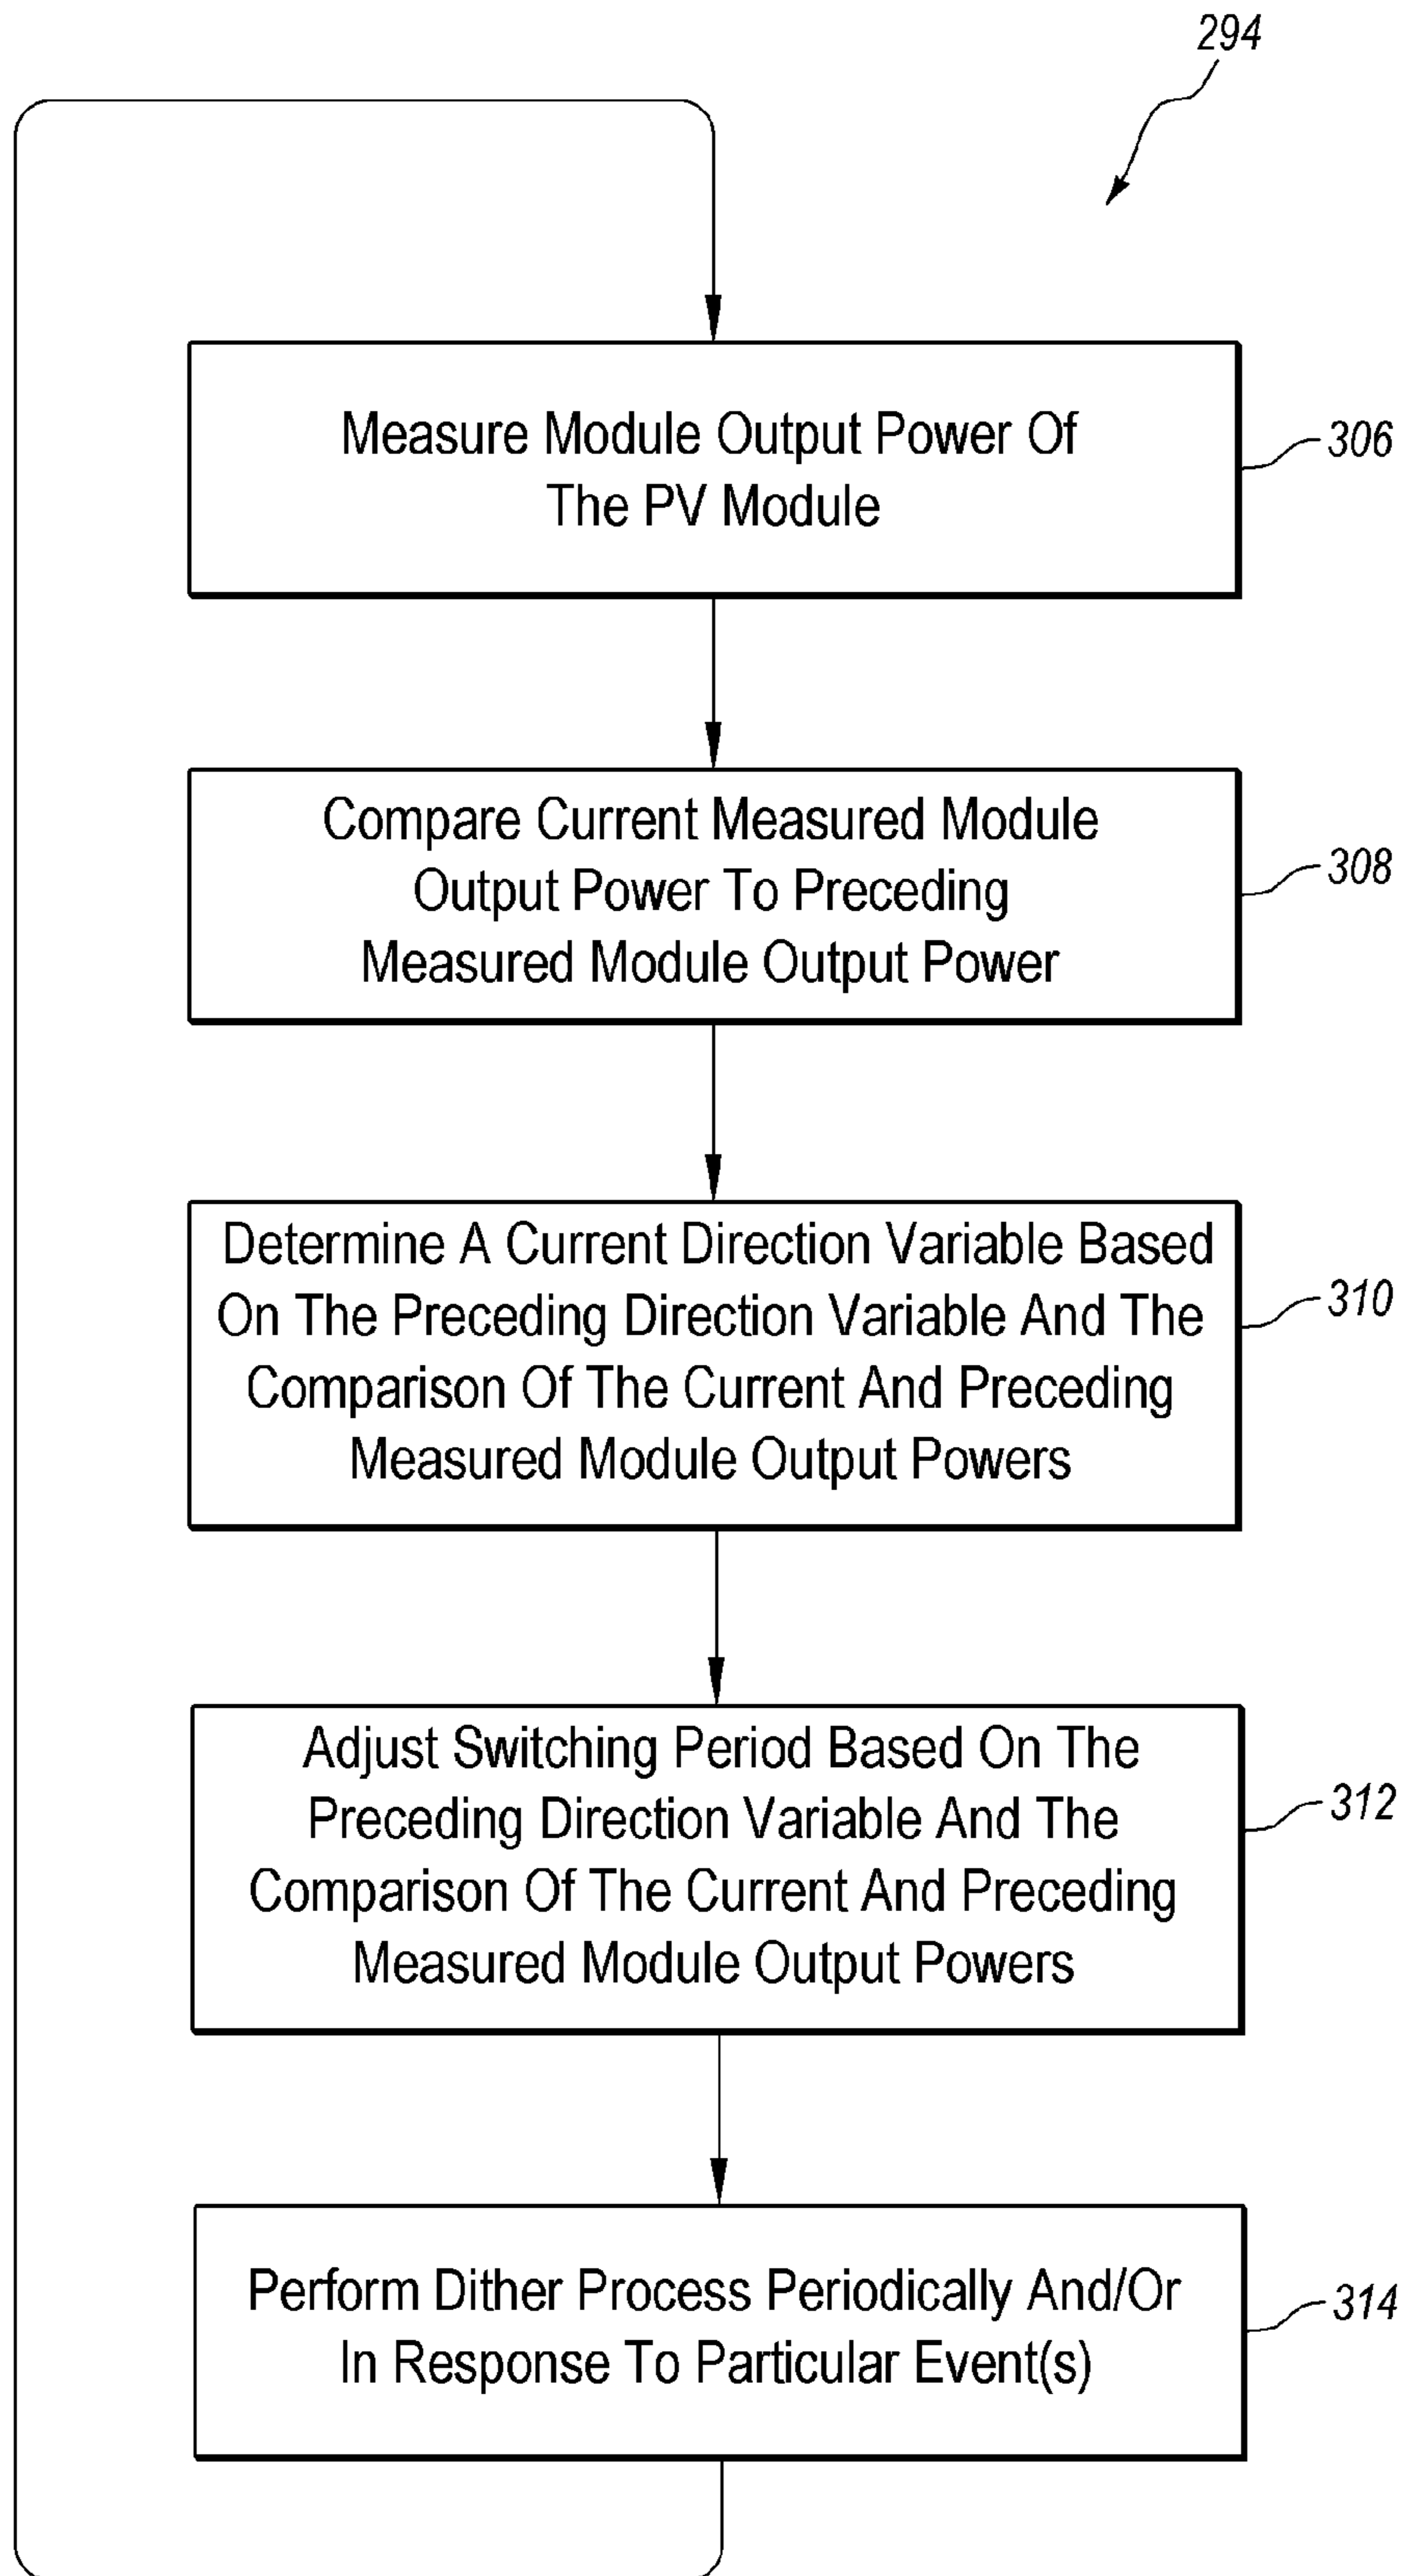 294
Measure Module Output Power Of
The PV Module
306
Compare Current Measured Module
Output Power To Preceding
Measured Module Output Power
308
Determine A Current Direction Variable Based
On The Preceding Direction Variable And The
Comparison Of The Current And Preceding
Measured Module Output Powers
310
Adjust Switching Period Based On The
Preceding Direction Variable And The
Comparison Of The Current And Preceding
Measured Module Output Powers
312
Perform Dither Process Periodically And/Or
In Response To Particular Event(s)
314